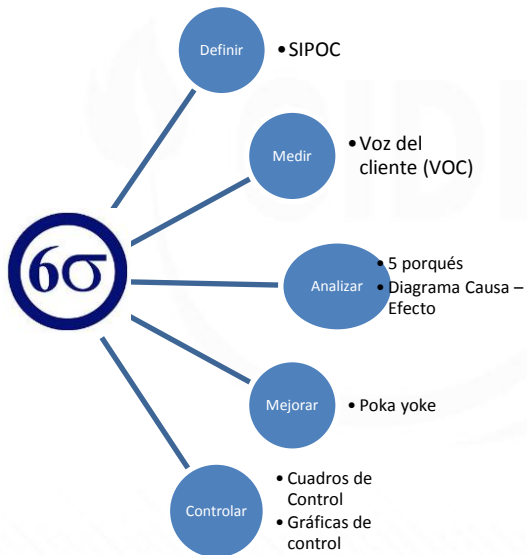 Definir
• SIPOC
Medir
• Voz del
cliente (VOC)
6σ
Analizar
• 5 porqués
• Diagrama Causa –
Efecto
Mejorar
• Poka yoke
Controlar
• Cuadros de
Control
• Gráficas de
control